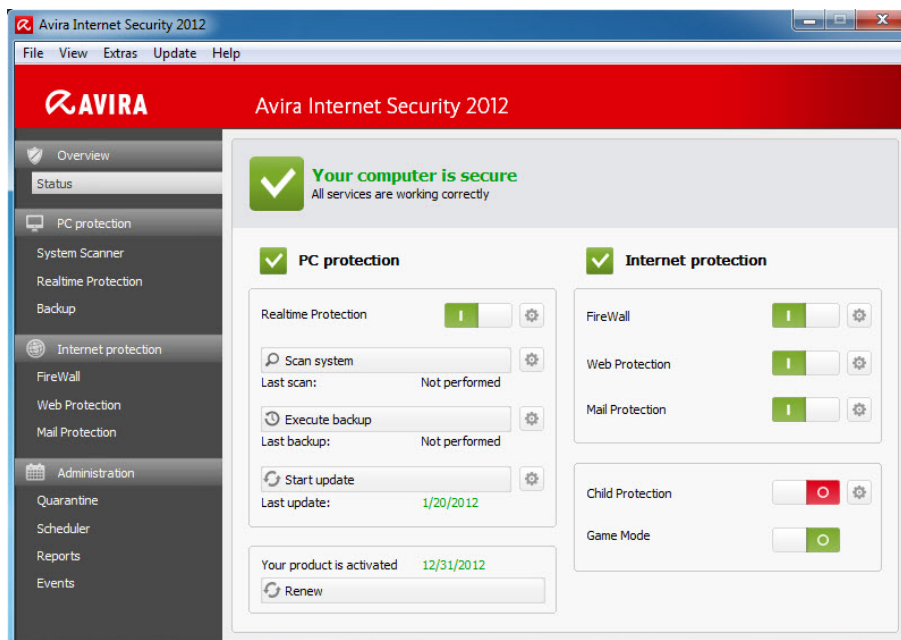 Avira Internet Security 2012
File View Extras Update Help
AVIRA
Avira Internet Security 2012
Overview
Status
PC protection
System Scanner
Realtime Protection
Backup
Internet protection
FireWall
Web Protection
Mail Protection
Administration
Quarantine
Scheduler
Reports
Events
Your computer is secure
All services are working correctly
PC protection
Realtime Protection
Scan system
Last scan: Not performed
Execute backup
Last backup: Not performed
Start update
Last update: 1/20/2012
Your product is activated 12/31/2012
Renew
Internet protection
FireWall
Web Protection
Mail Protection
Child Protection
Game Mode